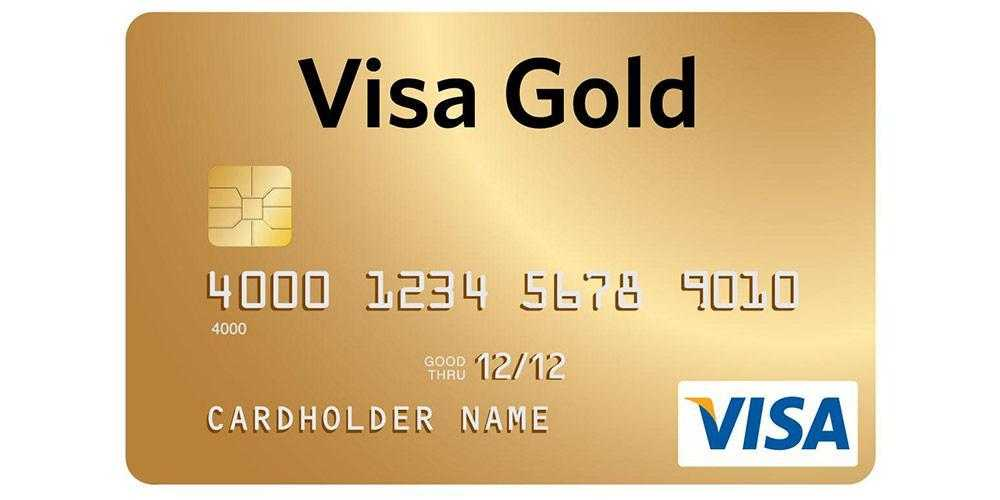 Visa Gold
4000 1234 5678 9010
4000
GOOD THRU 12/12
CARDHOLDER NAME
VISA